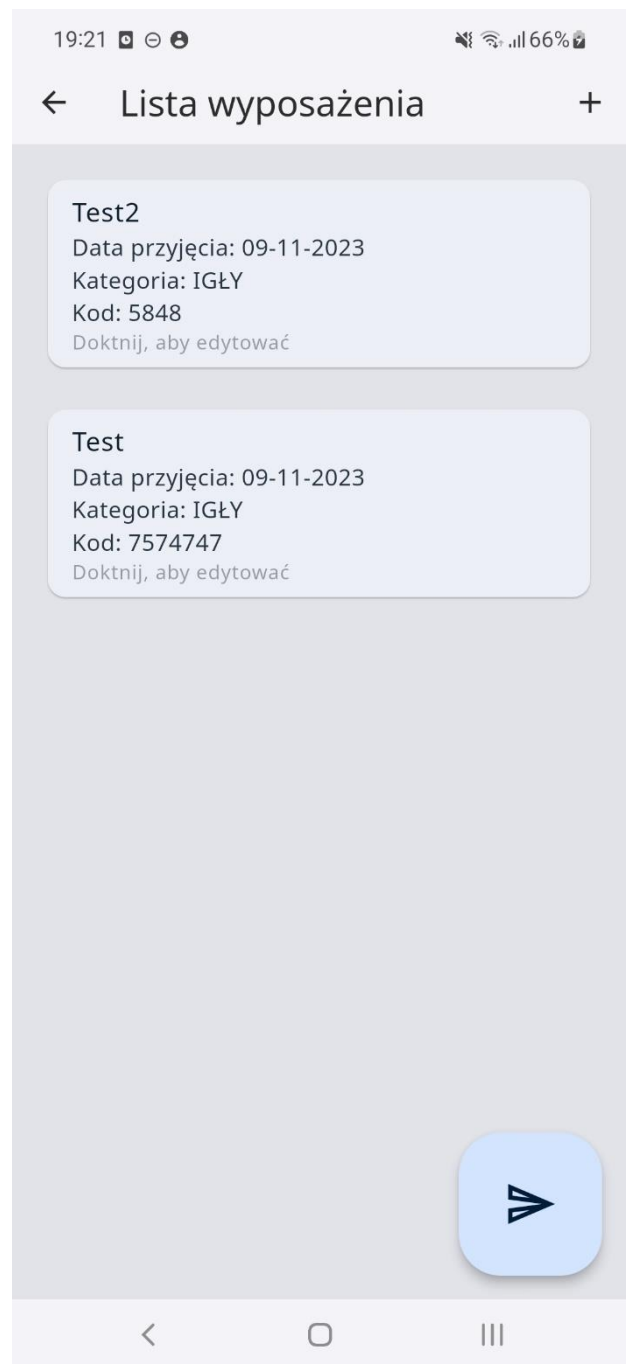 19:21
66%
Lista wyposażenia
Test2
Data przyjęcia: 09-11-2023
Kategoria: IGŁY
Kod: 5848
Doktnij, aby edytować
Test
Data przyjęcia: 09-11-2023
Kategoria: IGŁY
Kod: 7574747
Doktnij, aby edytować